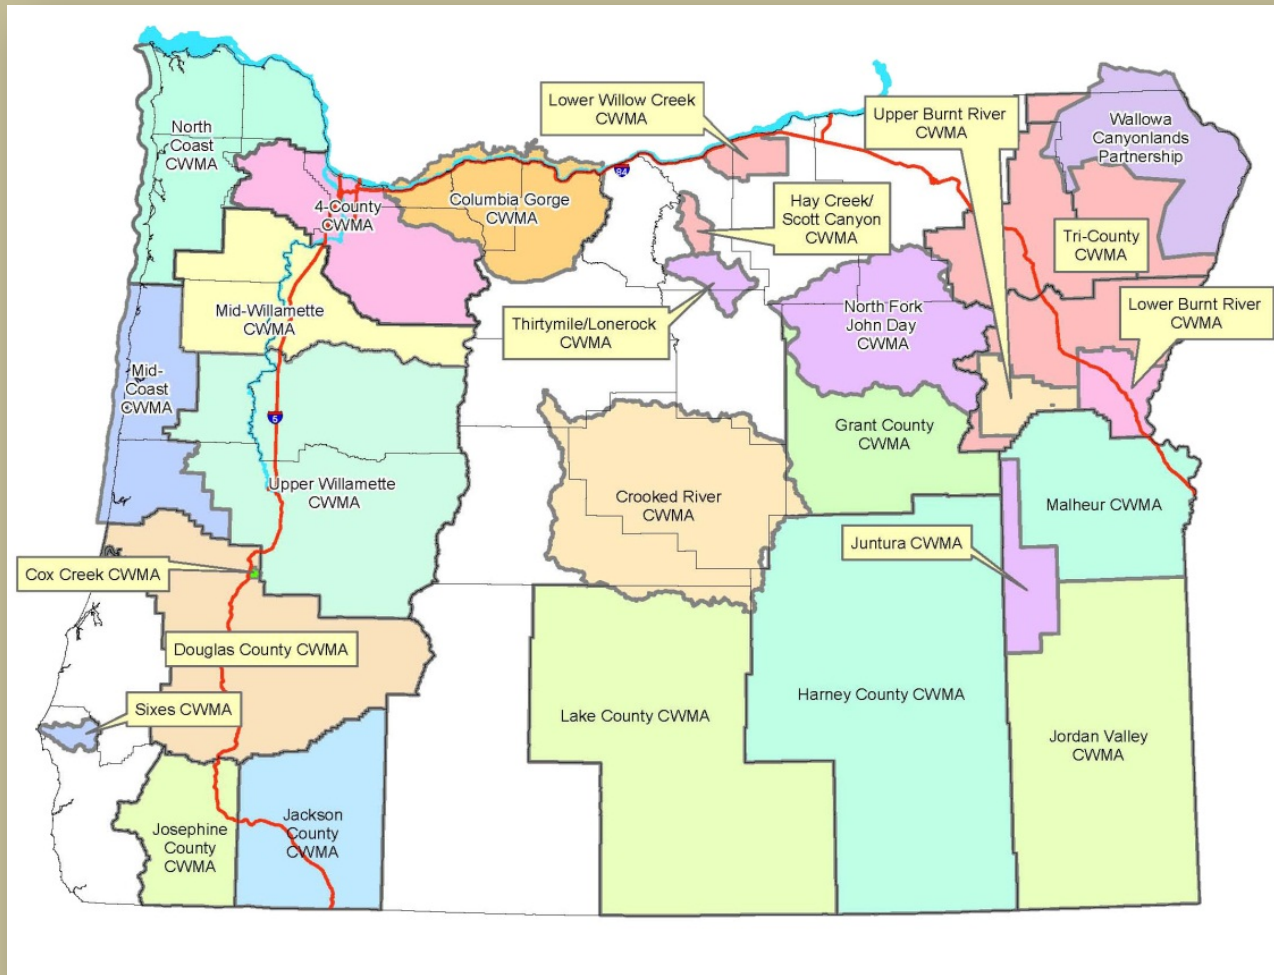 Lower Willow Creek
CWMA
Upper Burnt River
CWMA
Wallowa
Canyonlands
Partnership
North
Coast
CWMA
84
Columbia Gorge
CWMA
4-County
CWMA
Hay Creek/
Scott Canyon
CWMA
Tri-County
CWMA
Mid-Willamette
CWMA
Thirtymile/Lonerock
CWMA
North Fork
John Day
CWMA
Lower Burnt River
CWMA
Mid-
Coast
CWMA
5
Grant County
CWMA
Upper Willamette
CWMA
Crooked River
CWMA
Malheur CWMA
Juntura CWMA
Cox Creek CWMA
Douglas County CWMA
Sixes CWMA
Lake County CWMA
Harney County CWMA
Jordan Valley
CWMA
Josephine
County
CWMA
Jackson
County
CWMA